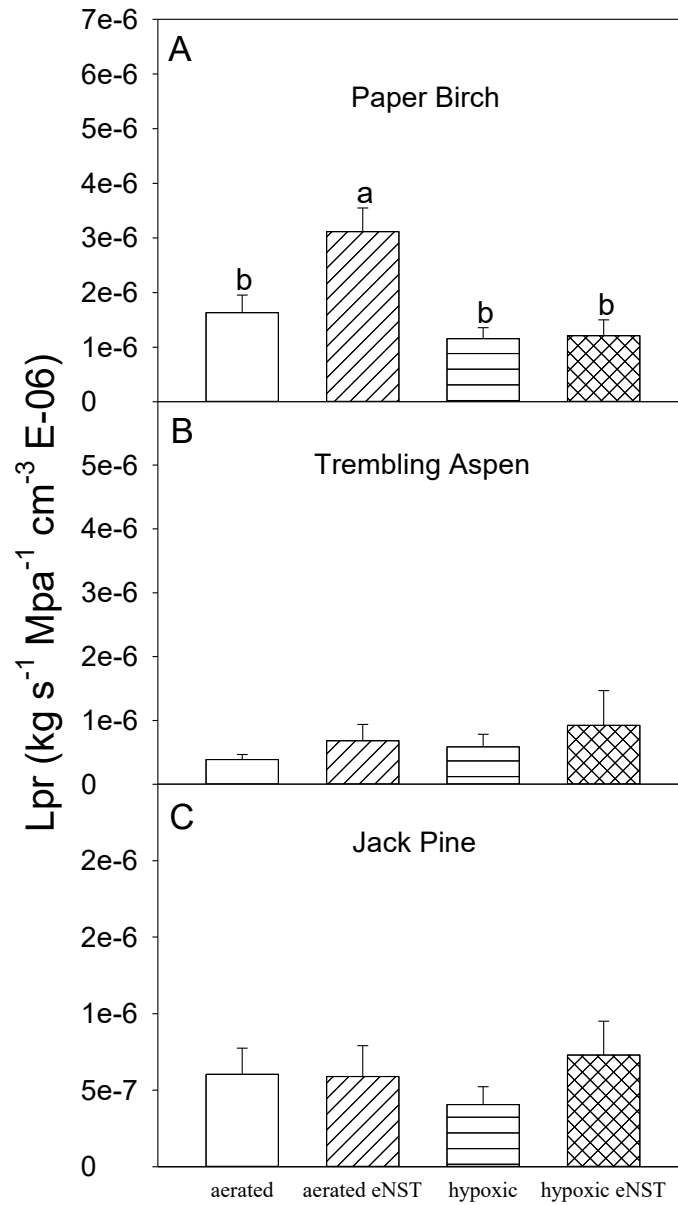 7e-6
A
6e-6
Paper Birch
5e-6
4e-6
a
3e-6
b
2e-6
b
b
1e-6
0
B
5e-6
Trembling Aspen
4e-6
3e-6
2e-6
1e-6
0
Lpr (kg s⁻¹ Mpa⁻¹ cm⁻³ E-06)
C
Jack Pine
2e-6
2e-6
1e-6
5e-7
0
aerated aerated eNST hypoxic hypoxic eNST